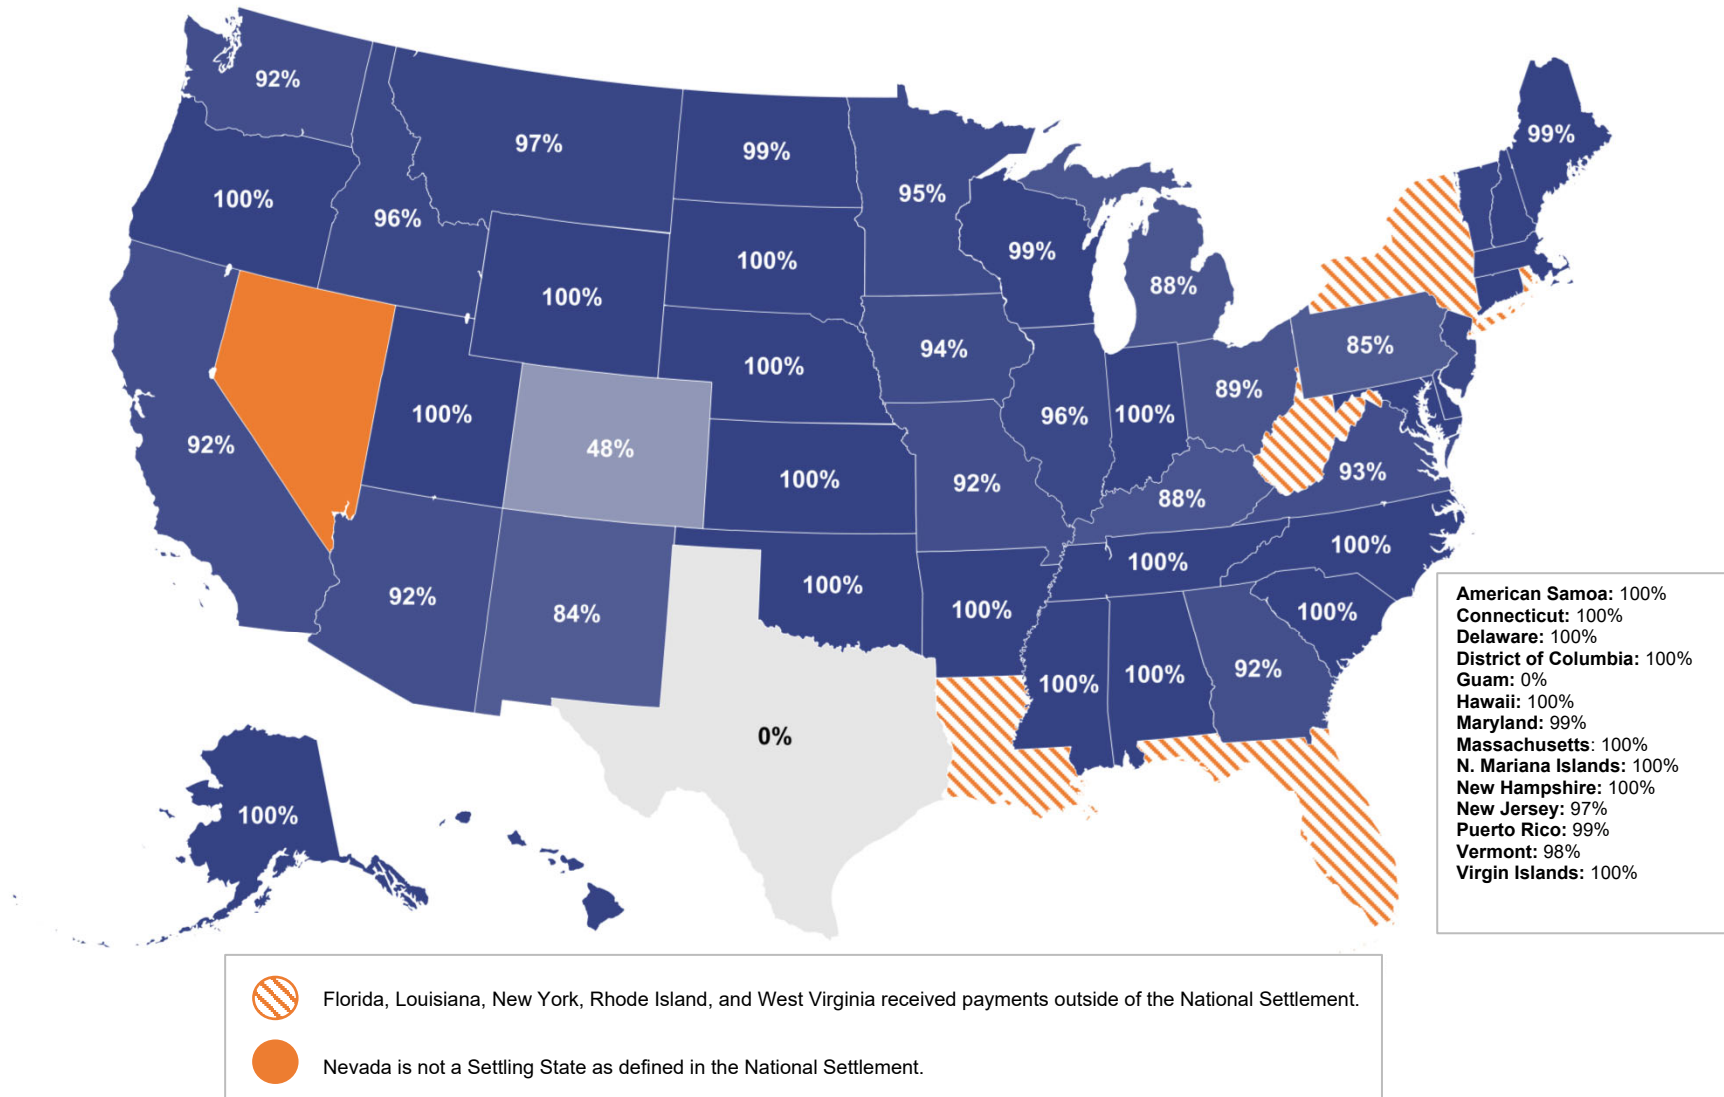 92%
97%
99%
99%
100%
96%
95%
100%
99%
100%
88%
94%
100%
85%
89%
100%
96%
100%
92%
48%
100%
92%
88%
93%
100%
100%
92%
84%
100%
100%
100%
100%
100%
92%
0%
100%
American Samoa: 100%
Connecticut: 100%
Delaware: 100%
District of Columbia: 100%
Guam: 0%
Hawaii: 100%
Maryland: 99%
Massachusetts: 100%
N. Mariana Islands: 100%
New Hampshire: 100%
New Jersey: 97%
Puerto Rico: 99%
Vermont: 98%
Virgin Islands: 100%
Florida, Louisiana, New York, Rhode Island, and West Virginia received payments outside of the National Settlement.
Nevada is not a Settling State as defined in the National Settlement.